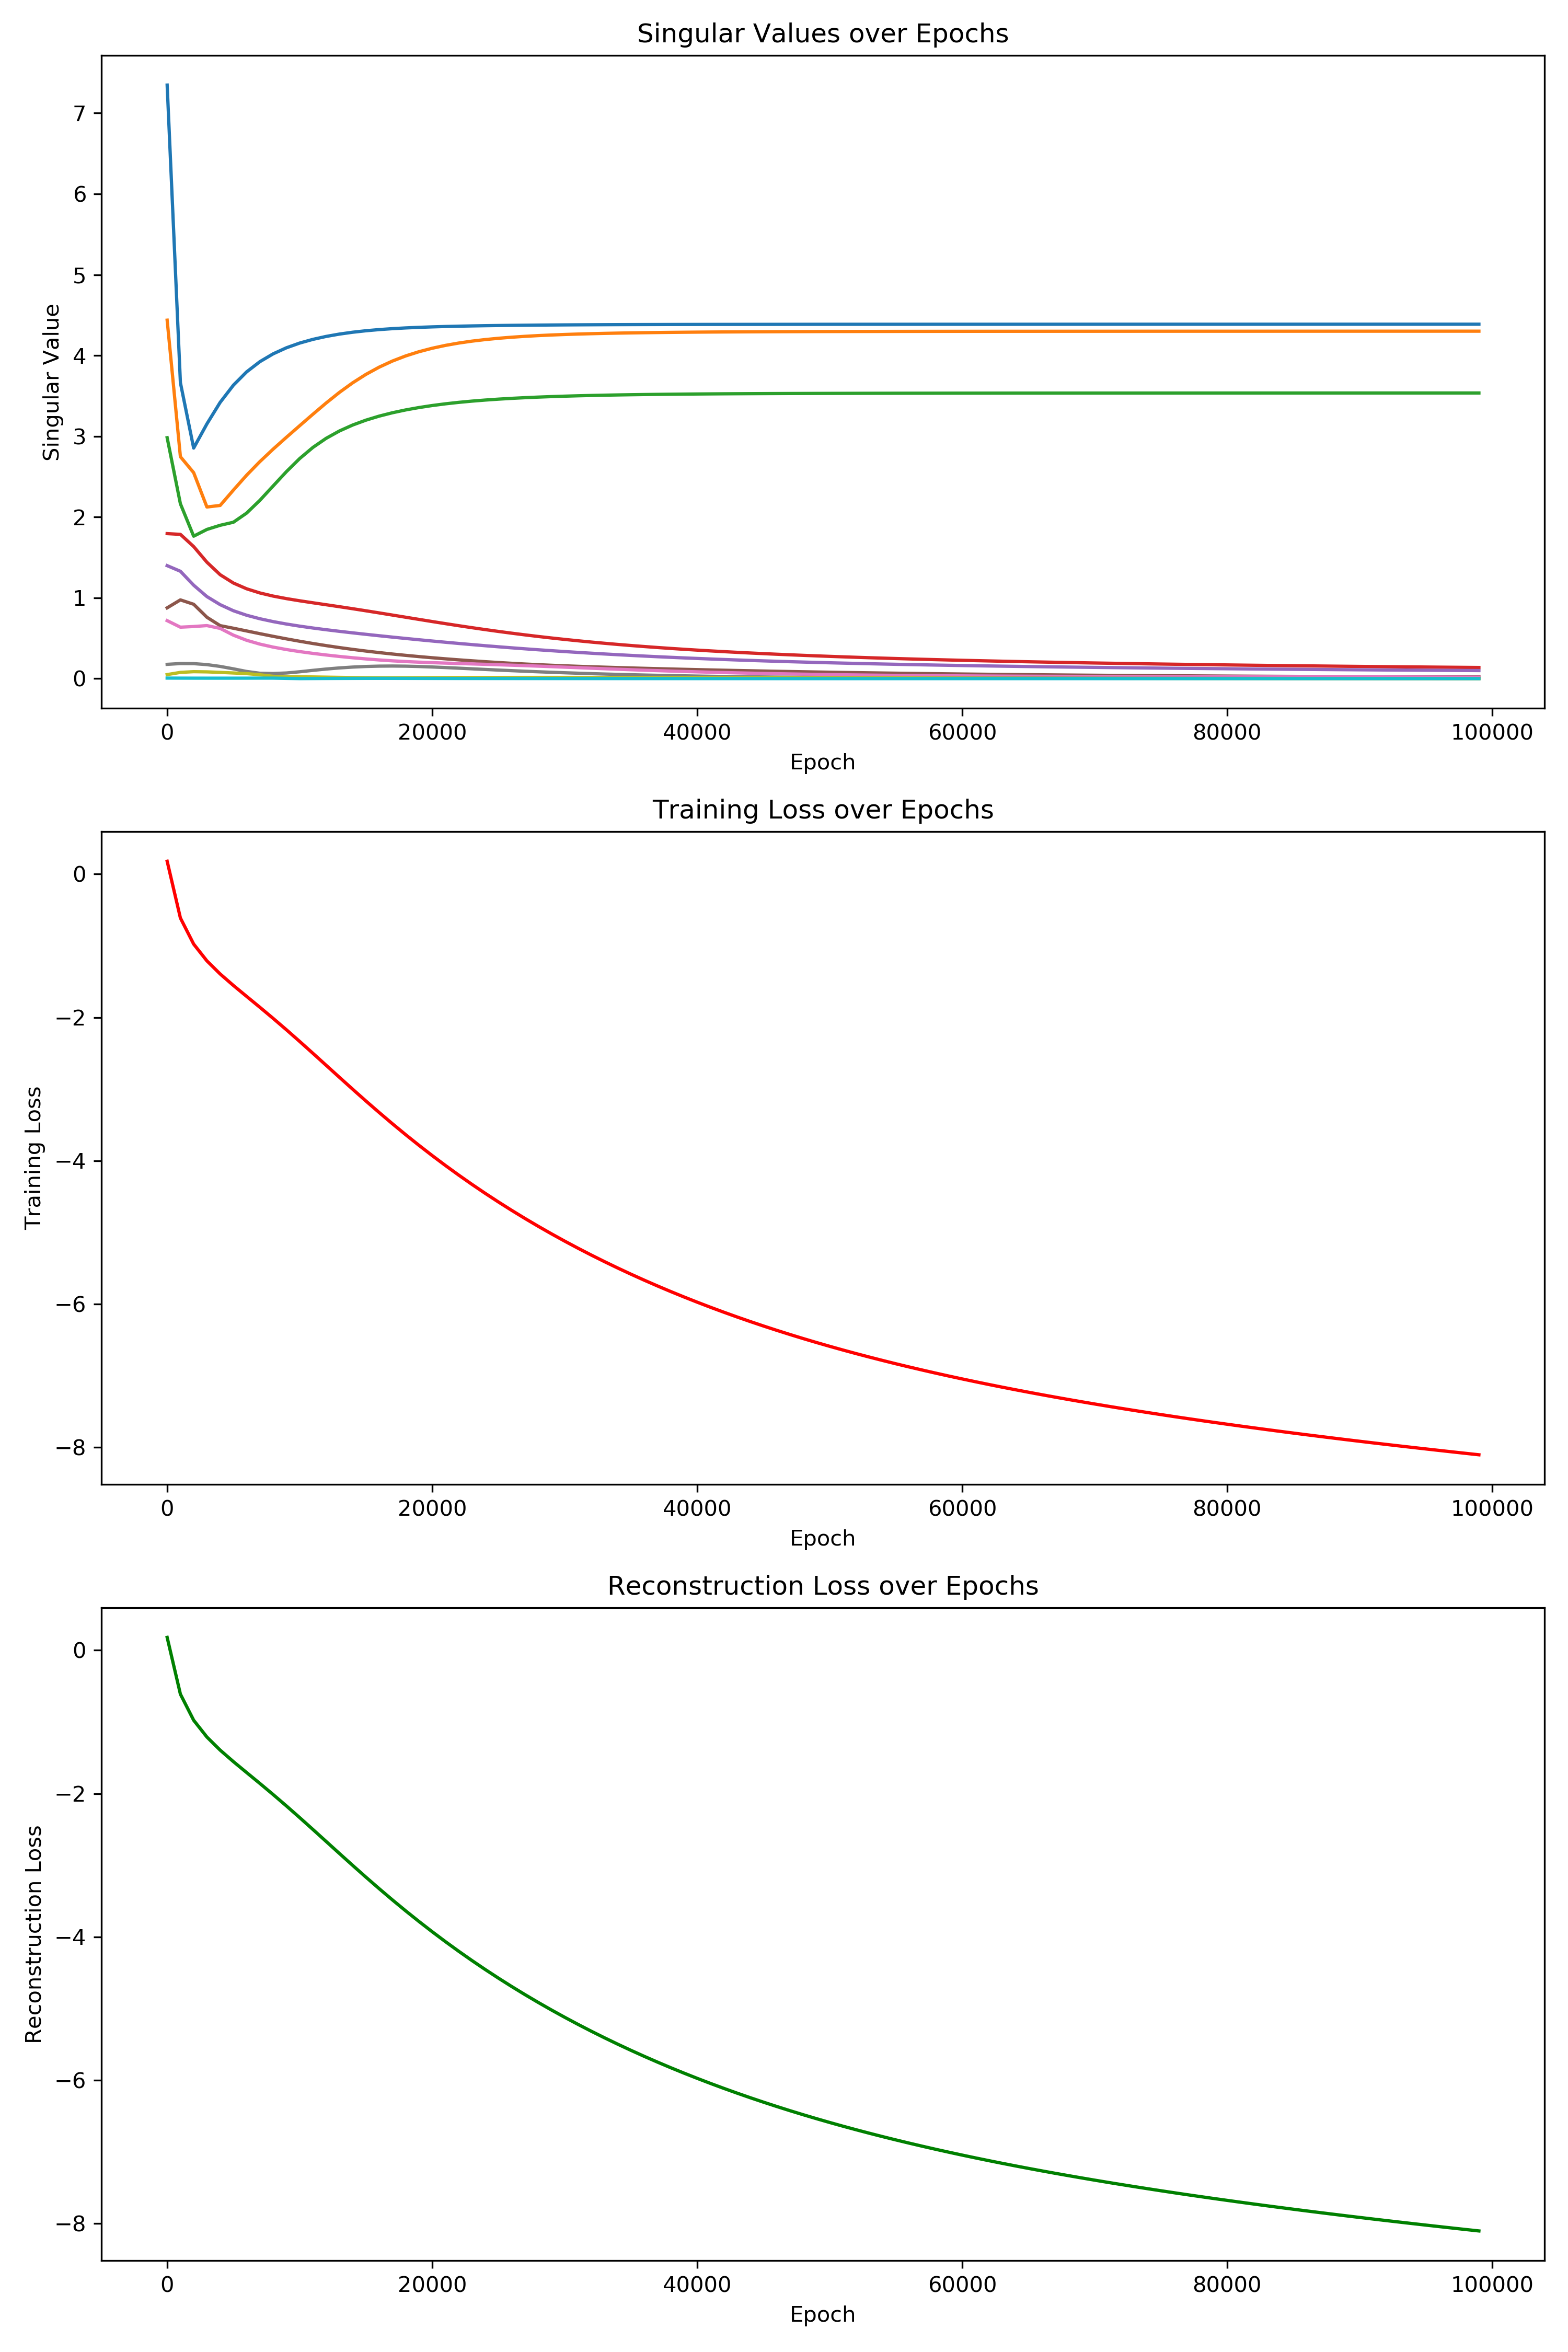 Singular Values over Epochs
Singular Value
7
6
5
4
3
2
1
0
0 20000 40000 60000 80000 100000
Epoch
Training Loss over Epochs
Training Loss
0
−2
−4
−6
−8
0 20000 40000 60000 80000 100000
Epoch
Reconstruction Loss over Epochs
Reconstruction Loss
0
−2
−4
−6
−8
0 20000 40000 60000 80000 100000
Epoch